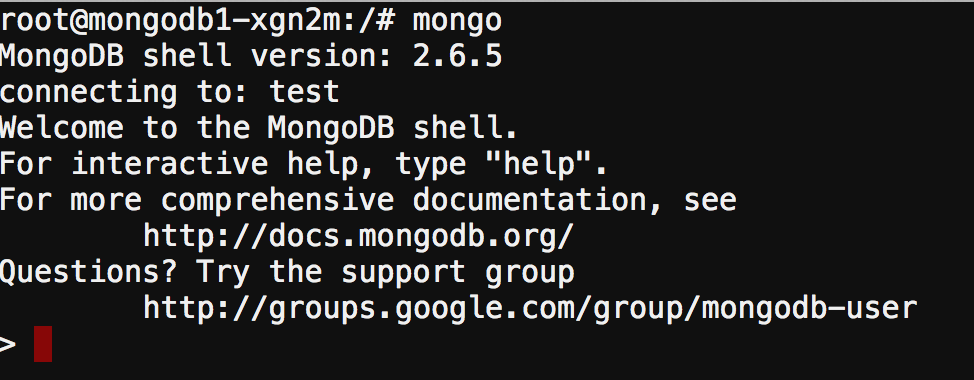 root@mongodb1-xgn2m:/# mongo
MongoDB shell version: 2.6.5
connecting to: test
Welcome to the MongoDB shell.
For interactive help, type "help".
For more comprehensive documentation, see
        http://docs.mongodb.org/
Questions? Try the support group
        http://groups.google.com/group/mongodb-user
>